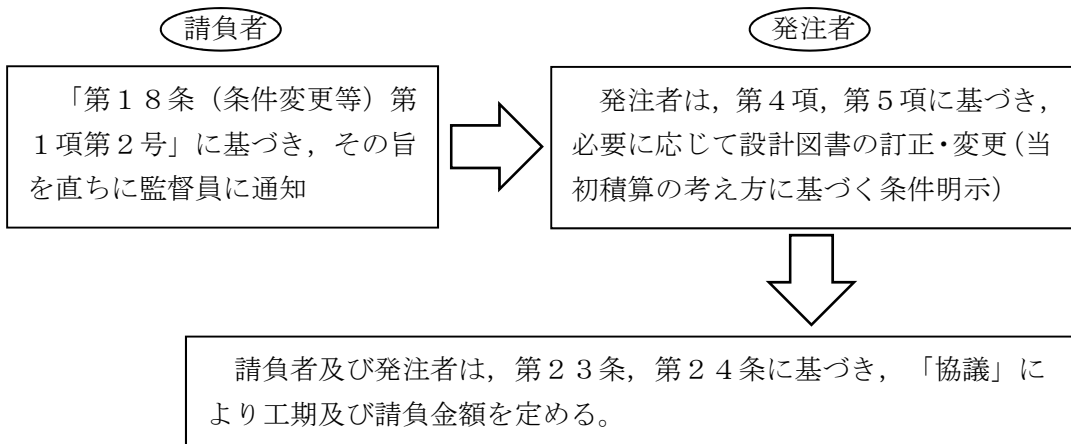 請負者
発注者
「第１８条（条件変更等）第
１項第２号」に基づき，その旨
を直ちに監督員に通知
発注者は，第４項，第５項に基づき，
必要に応じて設計図書の訂正・変更（当
初積算の考え方に基づく条件明示）
請負者及び発注者は，第２３条，第２４条に基づき，「協議」に
より工期及び請負金額を定める。